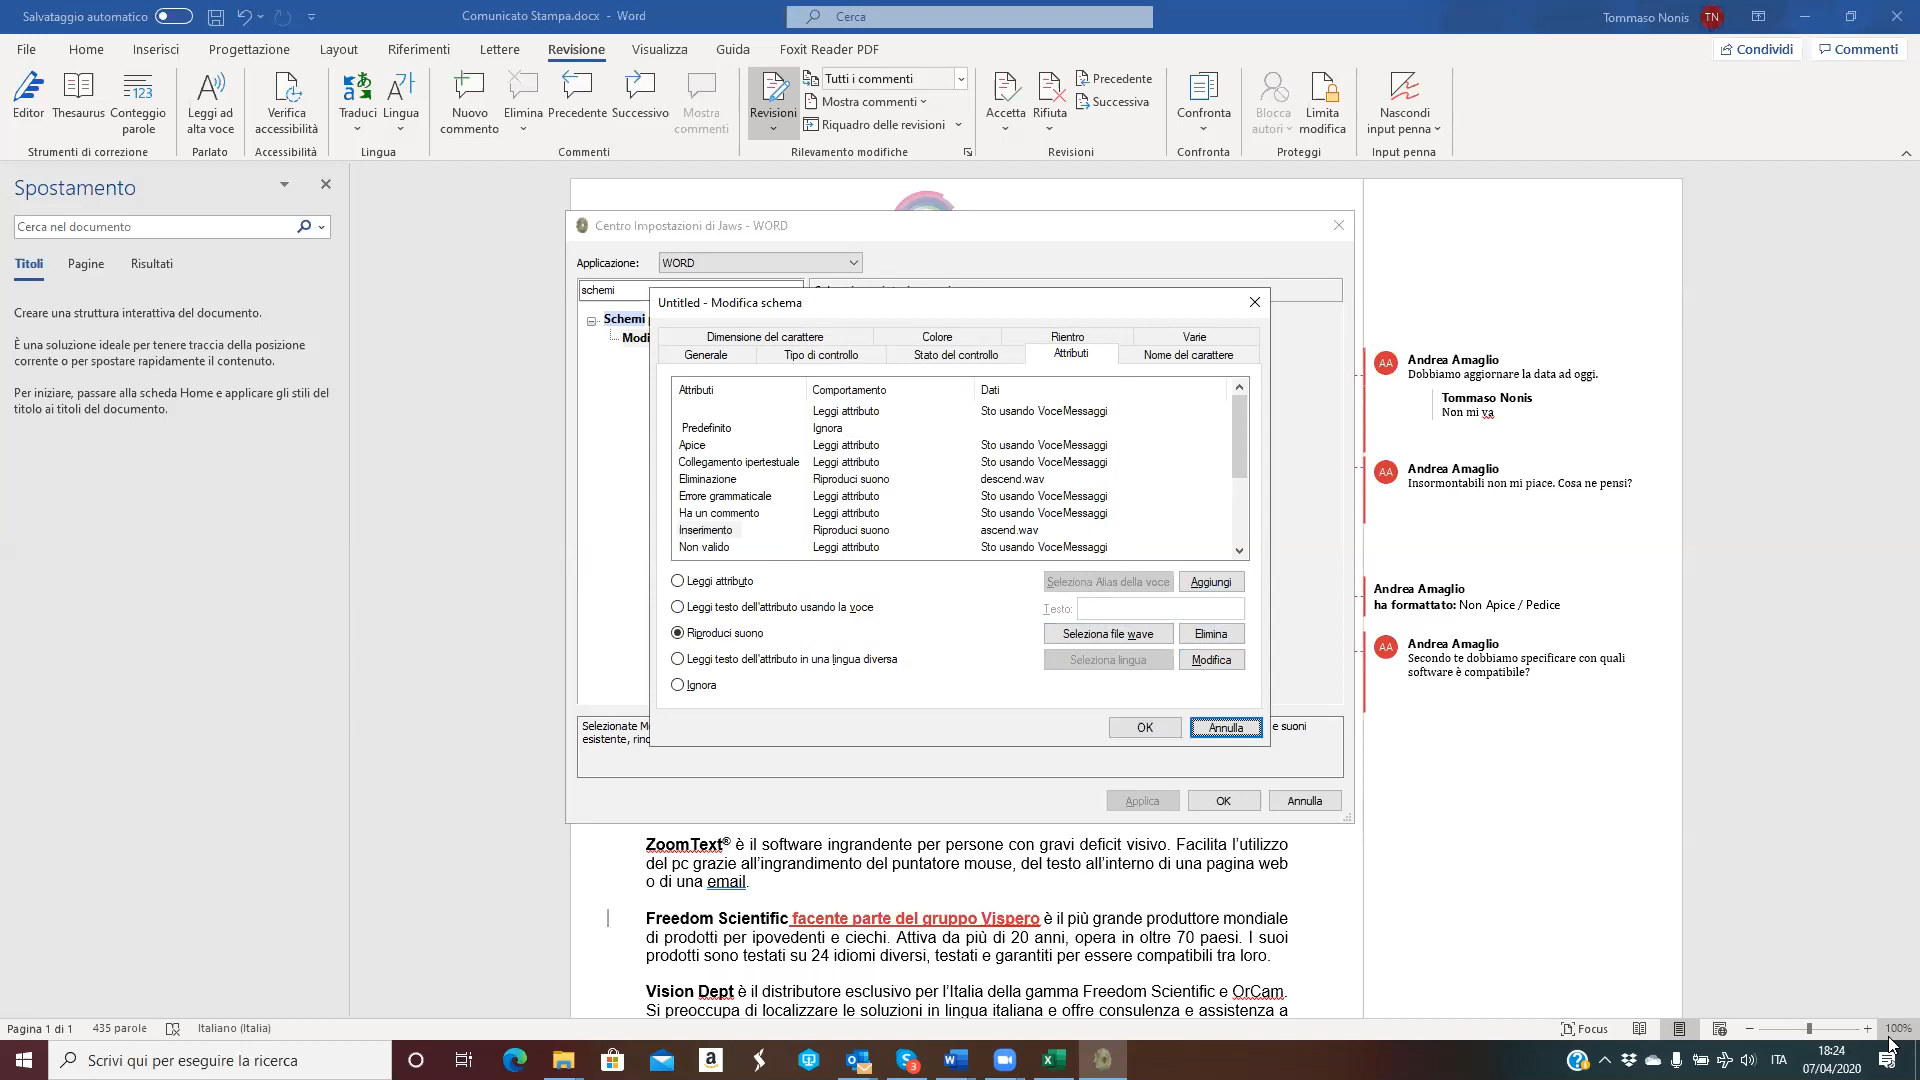 Salvataggio automatico
Comunicato Stampa.docx - Word
Cerca
Tommaso Nonis
TN
File
Home
Inserisci
Progettazione
Layout
Riferimenti
Lettere
Revisione
Visualizza
Guida
Foxit Reader PDF
Condividi
Commenti
Editor
Thesaurus
Conteggio parole
Leggi ad alta voce
Verifica accessibilità
Traduci
Lingua
Nuovo commento
Elimina
Precedente
Successivo
Mostra commenti
Revisioni
Tutti i commenti
Mostra commenti
Riquadro delle revisioni
Accetta
Rifiuta
Precedente
Successiva
Confronta
Blocca autori
Limita modifica
Nascondi input penna
Strumenti di correzione
Parlato
Accessibilità
Lingua
Commenti
Rilevamento modifiche
Revisioni
Confronta
Proteggi
Input penna
Spostamento
Cerca nel documento
Titoli
Pagine
Risultati
Creare una struttura interattiva del documento.
È una soluzione ideale per tenere traccia della posizione
corrente o per spostare rapidamente il contenuto.
Per iniziare, passare alla scheda Home e applicare gli stili del
titolo ai titoli del documento.
Centro Impostazioni di Jaws - WORD
Applicazione:
WORD
schemi
Schemi
Modi
Untitled - Modifica schema
Dimensione del carattere
Colore
Rientro
Varie
Generale
Tipo di controllo
Stato del controllo
Attributi
Nome del carattere
Attributi Comportamento Dati
Leggi attributo Sto usando VoceMessaggi
Predefinito Ignora
Apice Leggi attributo Sto usando VoceMessaggi
Collegamento ipertestuale Leggi attributo Sto usando VoceMessaggi
Eliminazione Riproduci suono descend.wav
Errore grammaticale Leggi attributo Sto usando VoceMessaggi
Ha un commento Leggi attributo Sto usando VoceMessaggi
Inserimento Riproduci suono ascend.wav
Non valido Leggi attributo Sto usando VoceMessaggi
Leggi attributo
Seleziona Alias della voce
Aggiungi
Leggi testo dell'attributo usando la voce
Testo:
Riproduci suono
Seleziona file wave
Elimina
Leggi testo dell'attributo in una lingua diversa
Seleziona lingua
Modifica
Ignora
OK
Annulla
Selezionate M
e suoni
esistente, rinc
Applica
OK
Annulla
AA
Andrea Amaglio
Dobbiamo aggiornare la data ad oggi.
Tommaso Nonis
Non mi va
AA
Andrea Amaglio
Insormontabili non mi piace. Cosa ne pensi?
Andrea Amaglio
ha formattato: Non Apice / Pedice
AA
Andrea Amaglio
Secondo te dobbiamo specificare con quali
software è compatibile?
ZoomText® è il software ingrandente per persone con gravi deficit visivo. Facilita l'utilizzo
del pc grazie all'ingrandimento del puntatore mouse, del testo all'interno di una pagina web
o di una email.
Freedom Scientific facente parte del gruppo Vispero è il più grande produttore mondiale
di prodotti per ipovedenti e ciechi. Attiva da più di 20 anni, opera in oltre 70 paesi. I suoi
prodotti sono testati su 24 idiomi diversi, testati e garantiti per essere compatibili tra loro.
Vision Dept è il distributore esclusivo per l'Italia della gamma Freedom Scientific e OrCam.
Si preoccupa di localizzare le soluzioni in lingua italiana e offre consulenza e assistenza a
Pagina 1 di 1
435 parole
Italiano (Italia)
Focus
100%
Scrivi qui per eseguire la ricerca
3
ITA
18:24
07/04/2020